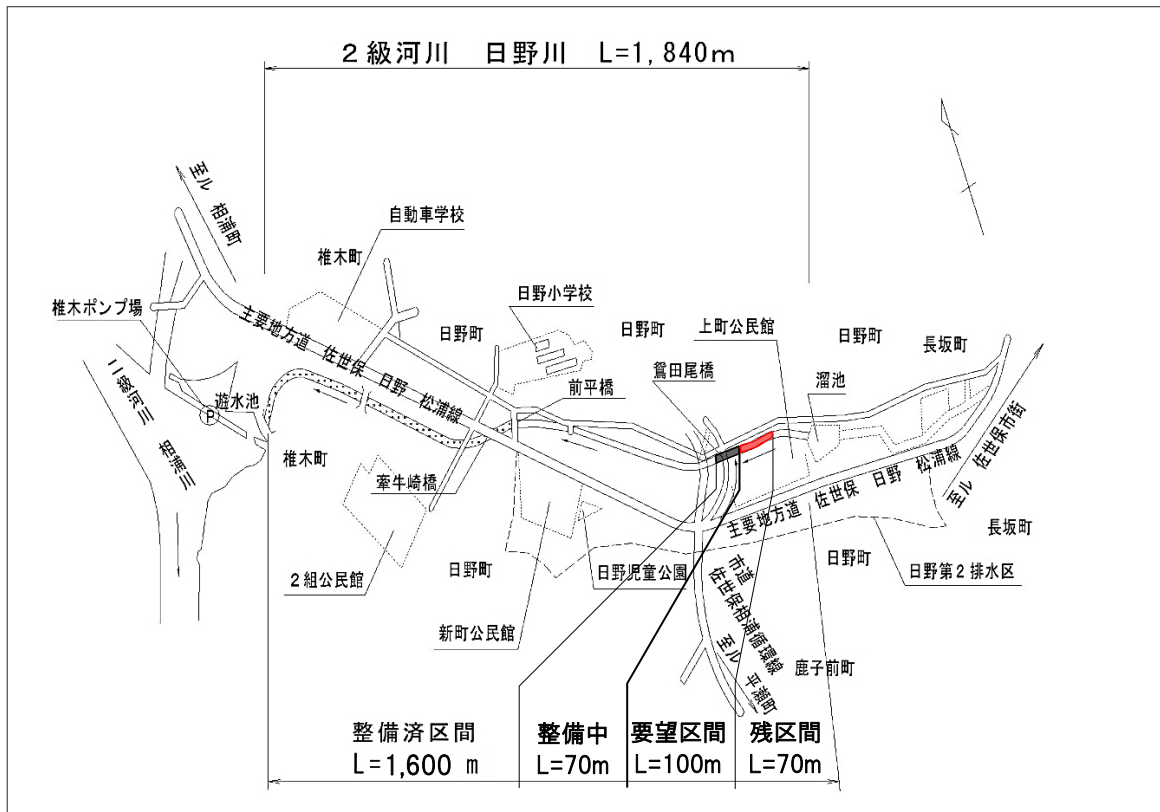 ２級河川　日野川　L=1,840m
至ル　相浦町
自動車学校
椎木町
日野小学校
椎木ポンプ場
主要地方道　佐世保　日野　松浦線
日野町
日野町
上町公民館
日野町
長坂町
鴛田尾橋
溜池
前平橋
二級河川　相浦川
遊水池
P
椎木町
牽牛崎橋
至ル　佐世保市街
主要地方道　佐世保　日野　松浦線
長坂町
２組公民館
日野町
日野児童公園
日野町
日野第２排水区
新町公民館
市道
佐世保相浦循環線
至ル　平瀬町
鹿子前町
整備済区間
L=1,600 m
整備中
L=70m
要望区間
L=100m
残区間
L=70m